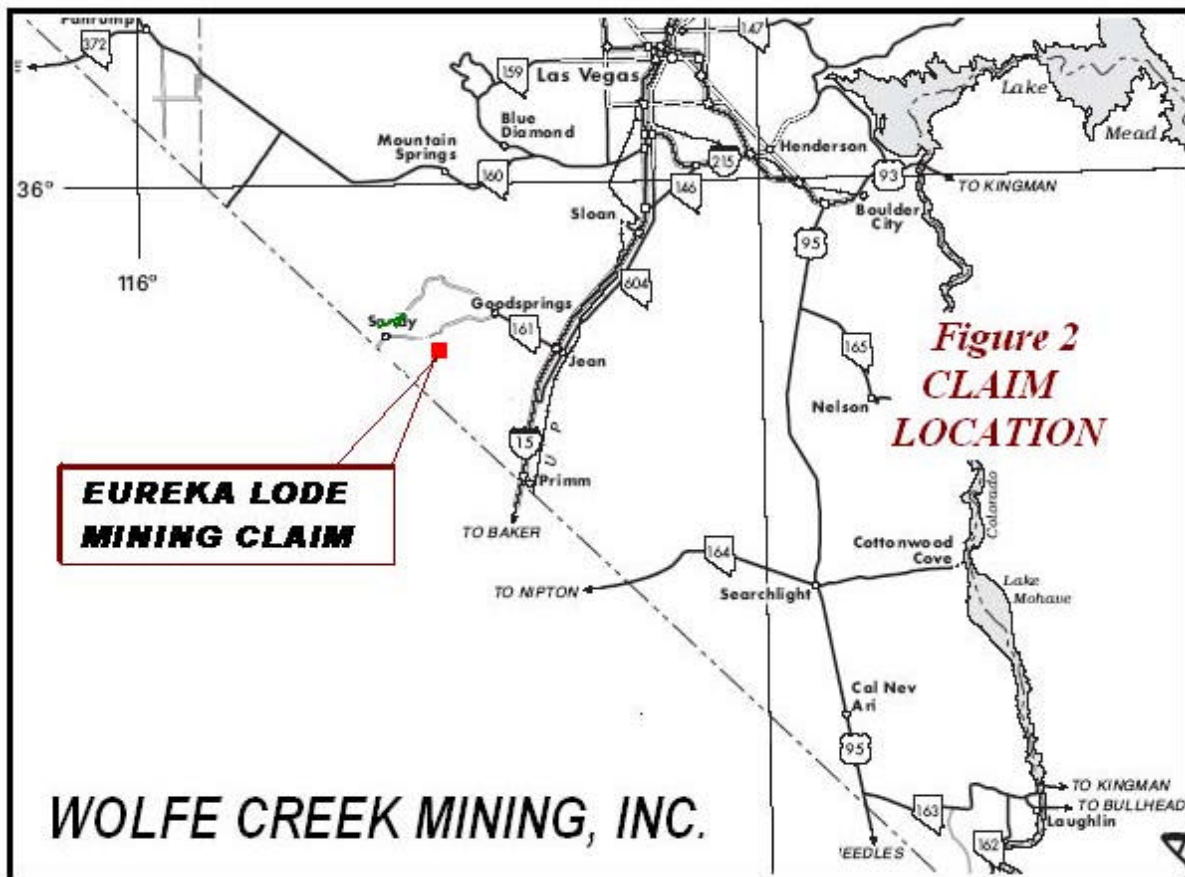 Pahrump
372
147
159
Las Vegas
Lake
Mead
Blue
Diamond
Mountain
Springs
Henderson
215
93
160
36°
146
TO KINGMAN
Sloan
Boulder
City
95
116°
604
Goodsprings
Sandy
161
Jean
165
Figure 2
CLAIM
LOCATION
Nelson
15
U P
Primm
EUREKA LODE
MINING CLAIM
TO BAKER
Colorado
164
Cottonwood
Cove
TO NIPTON
Searchlight
Lake
Mohave
Cal Nev
Ari
95
TO KINGMAN
TO BULLHEAD
163
Laughlin
162
EEDLES
WOLFE CREEK MINING, INC.